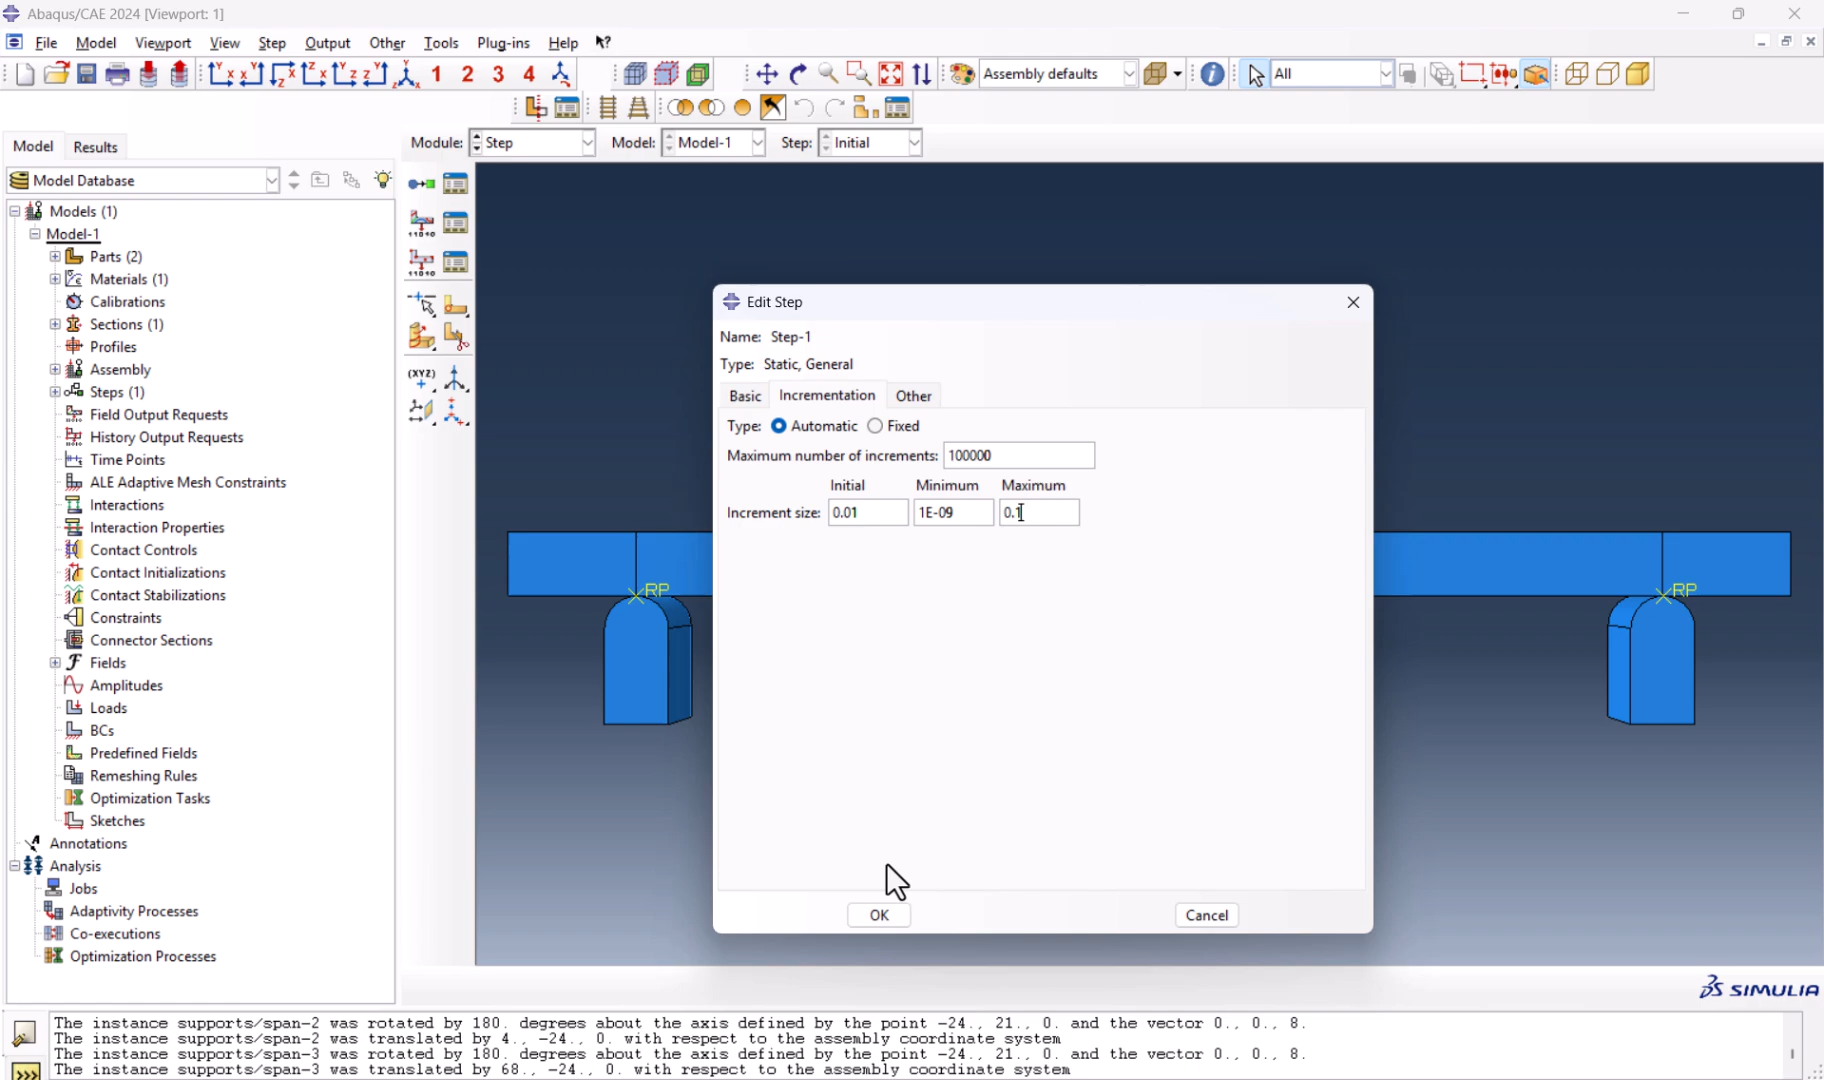 Abaqus/CAE 2024 [Viewport: 1]
File Model Viewport View Step Output Other Tools Plug-ins Help
1 2 3 4 Assembly defaults All
Model Results Module: Step Model: Model-1 Step: Initial
Model Database
Models (1)
Model-1
Parts (2)
Materials (1)
Calibrations
Sections (1)
Profiles
Assembly
Steps (1)
Field Output Requests
History Output Requests
Time Points
ALE Adaptive Mesh Constraints
Interactions
Interaction Properties
Contact Controls
Contact Initializations
Contact Stabilizations
Constraints
Connector Sections
Fields
Amplitudes
Loads
BCs
Predefined Fields
Remeshing Rules
Optimization Tasks
Sketches
Annotations
Analysis
Jobs
Adaptivity Processes
Co-executions
Optimization Processes
(XYZ)
Edit Step
Name: Step-1
Type: Static, General
Basic Incrementation Other
Type: Automatic Fixed
Maximum number of increments: 100000
Initial Minimum Maximum
Increment size: 0.01 1E-09 0.1
OK Cancel
RP
RP
SIMULIA
The instance supports/span-2 was rotated by 180. degrees about the axis defined by the point -24., 21., 0. and the vector 0., 0., 8.
The instance supports/span-2 was translated by 4., -24., 0. with respect to the assembly coordinate system
The instance supports/span-3 was rotated by 180. degrees about the axis defined by the point -24., 21., 0. and the vector 0., 0., 8.
The instance supports/span-3 was translated by 68., -24., 0. with respect to the assembly coordinate system